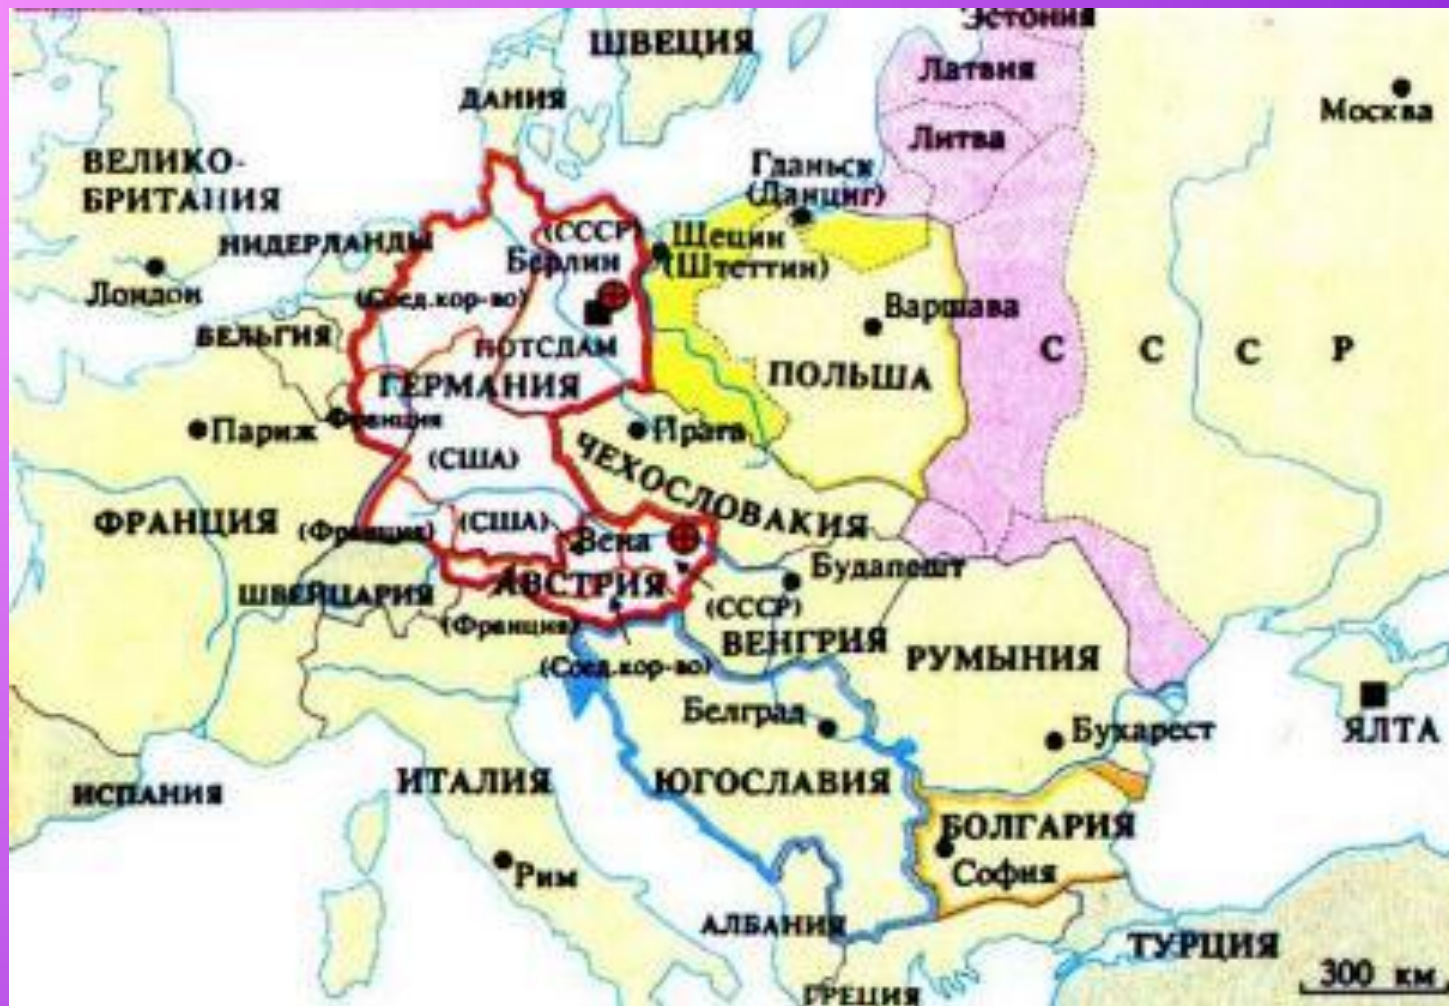 Эстония
ШВЕЦИЯ
Латвия
ДАНИЯ
Москва
Литва
ВЕЛИКО-
БРИТАНИЯ
Гданьск
(Данциг)
НИДЕРЛАНДЫ
(СССР)
Щецин
(Штеттин)
Берлин
Лондон
(Соед.кор-во)
Варшава
БЕЛЬГИЯ
ПОТСДАМ
С С С Р
ГЕРМАНИЯ
ПОЛЬША
Франция
Париж
Прага
(США)
ЧЕХОСЛОВАКИЯ
ФРАНЦИЯ
(Франция)
(США)
Вена
Будапешт
АВСТРИЯ
ШВЕЙЦАРИЯ
(СССР)
(Франция)
ВЕНГРИЯ
РУМЫНИЯ
(Соед.кор-во)
Белград
Бухарест
ЯЛТА
ИСПАНИЯ
ИТАЛИЯ
ЮГОСЛАВИЯ
БОЛГАРИЯ
София
Рим
АЛБАНИЯ
ТУРЦИЯ
300 км
ГРЕЦИЯ